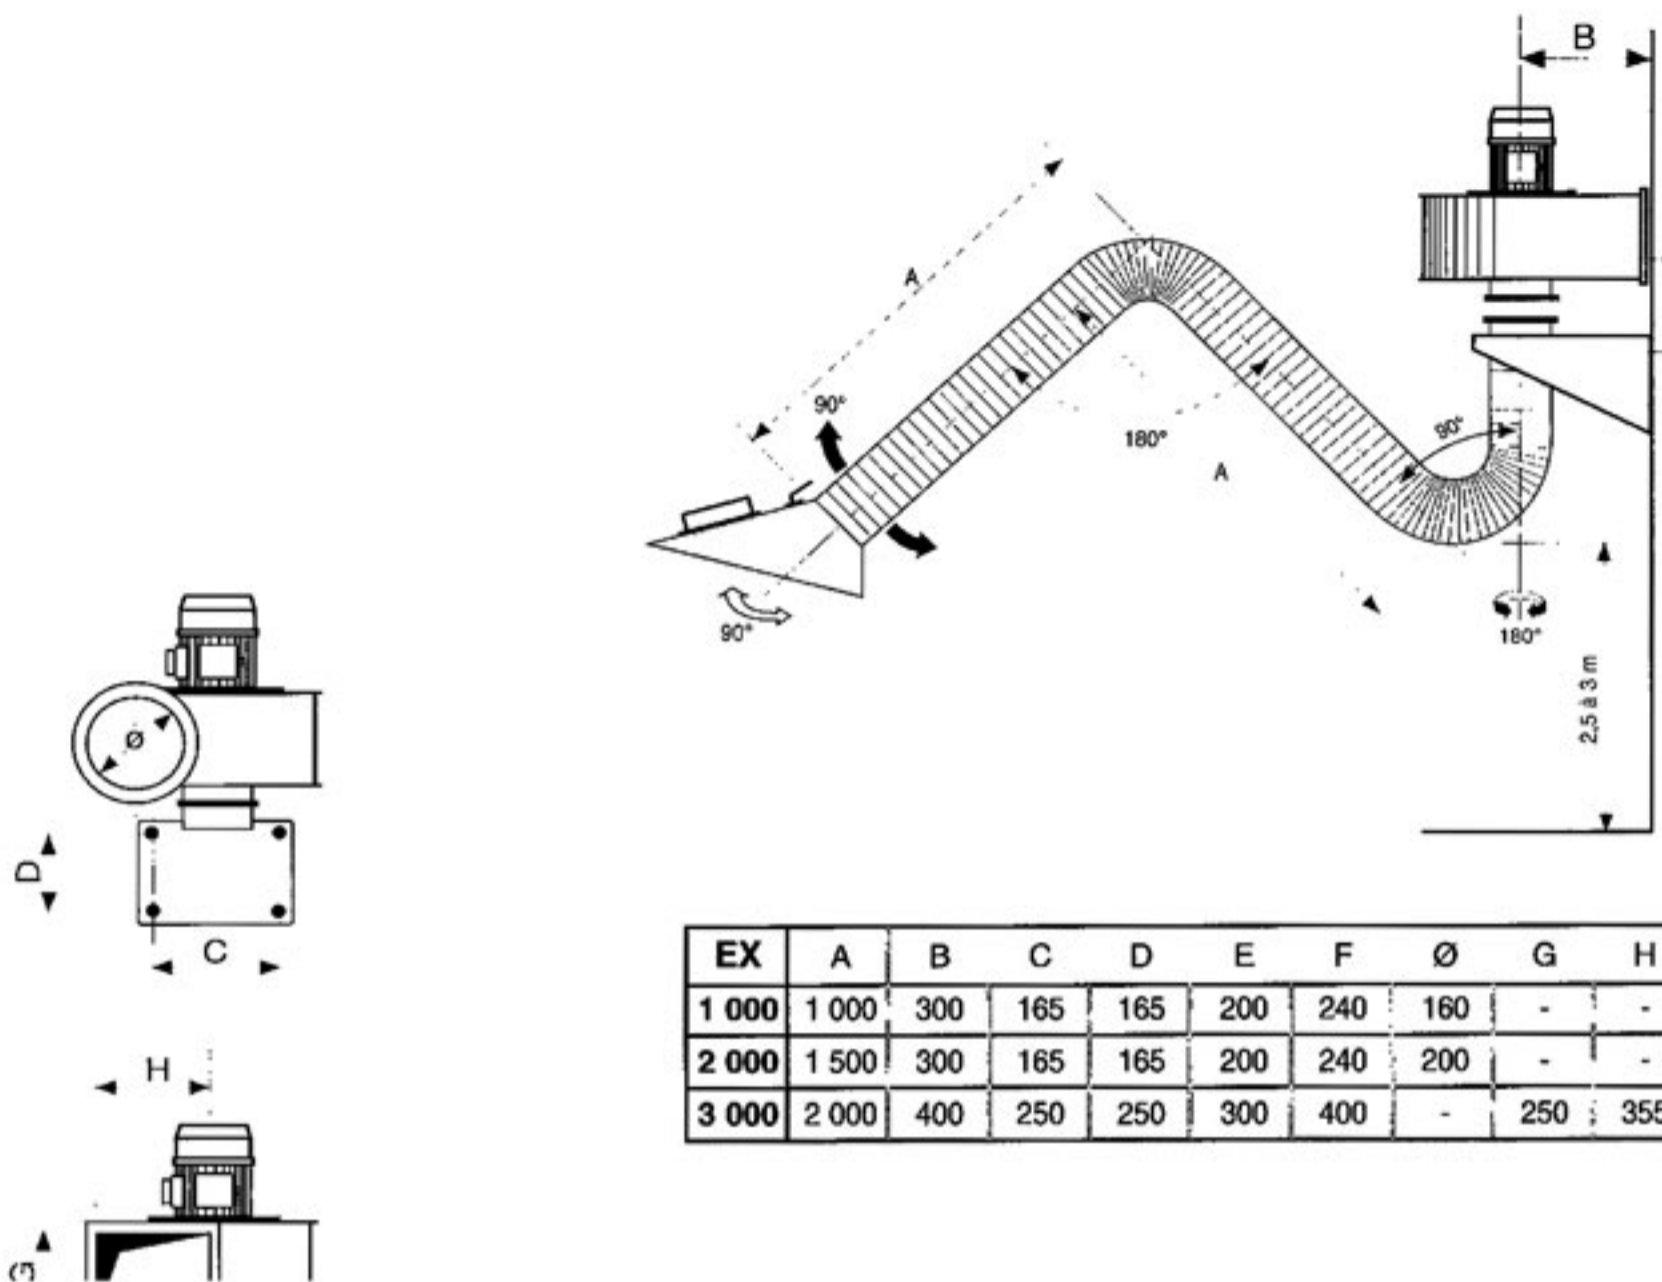 B
A
90°
180°
90°
A
90°
180°
2,5 à 3 m
Ø
D
C
EX A B C D E F Ø G H
1 000 1 000 300 165 165 200 240 160 - -
2 000 1 500 300 165 165 200 240 200 - -
3 000 2 000 400 250 250 300 400 - 250 355
H
G